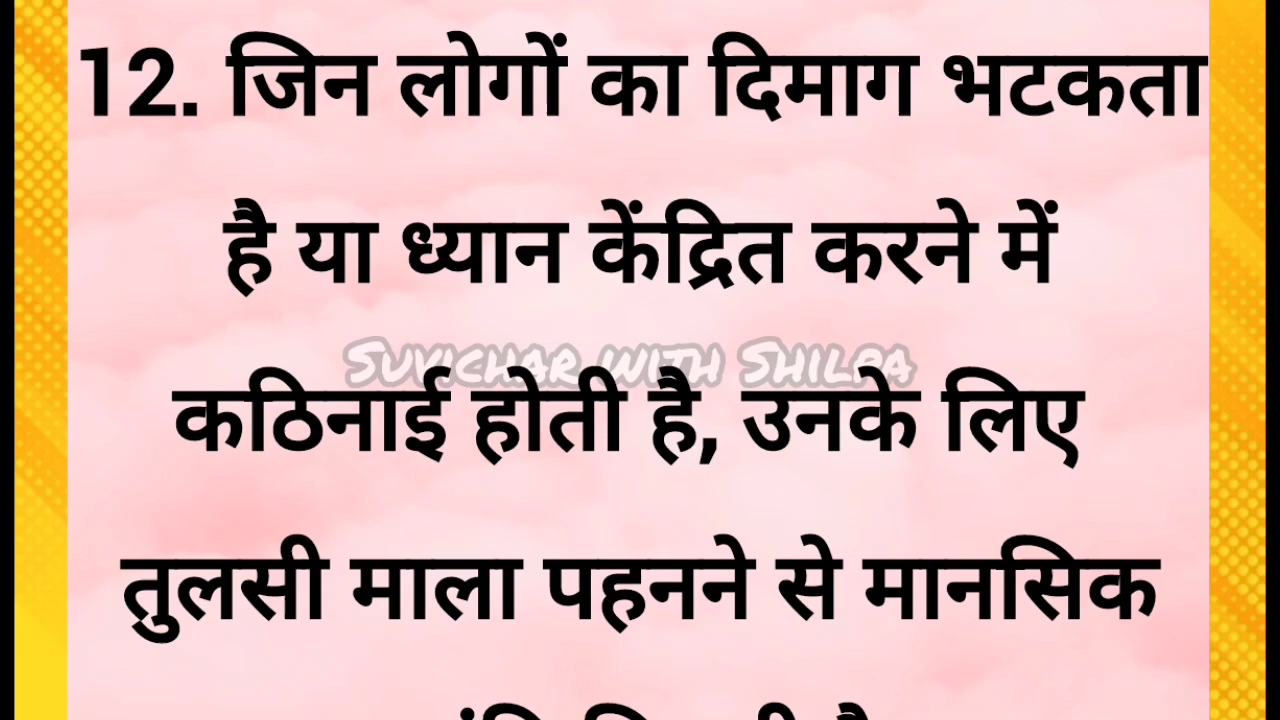 12. जिन लोगों का दिमाग भटकता
है या ध्यान केंद्रित करने में
SUVICHAR WITH SHILPA
कठिनाई होती है, उनके लिए
तुलसी माला पहनने से मानसिक